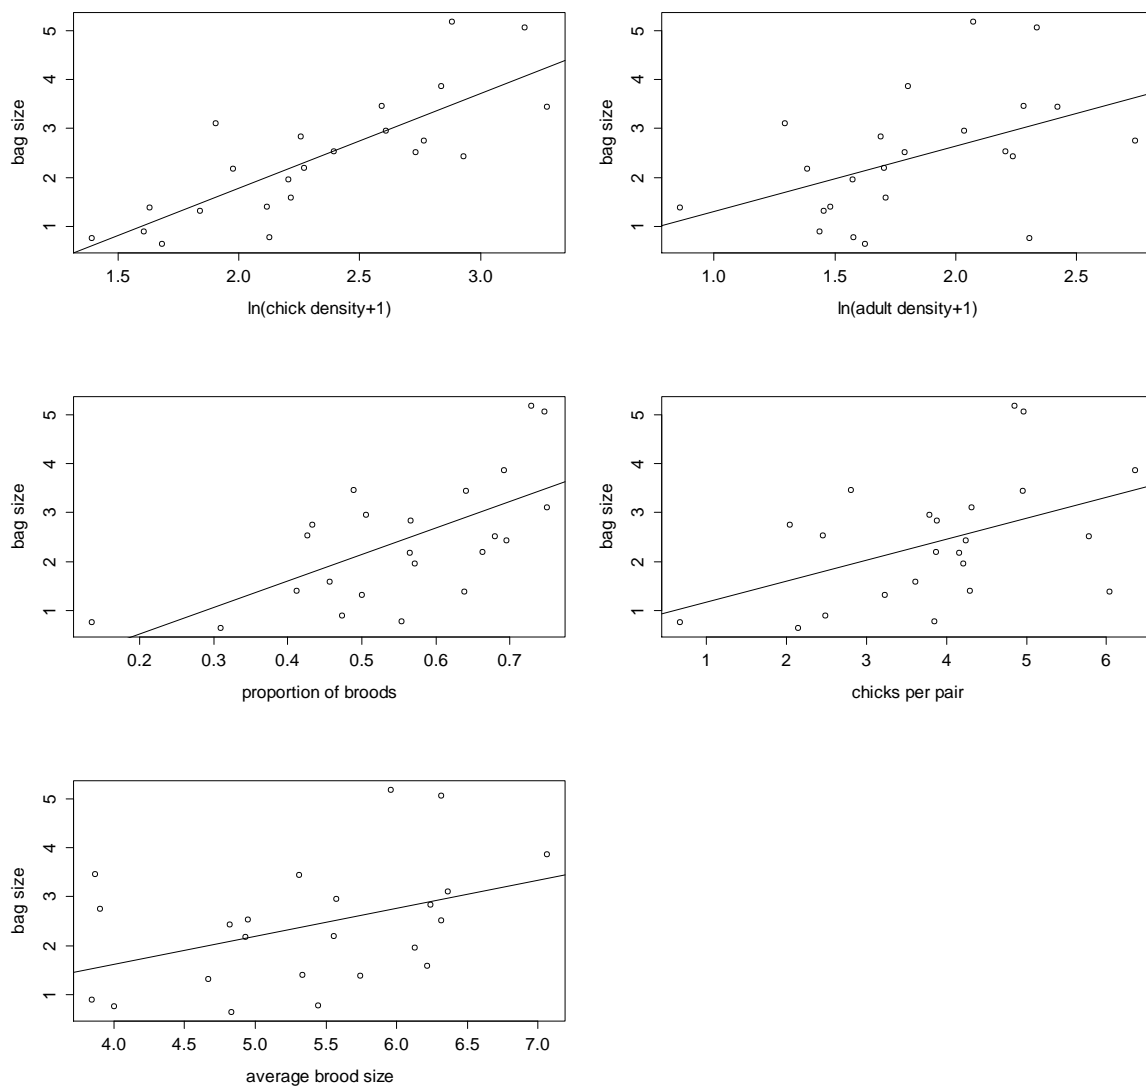 bag size
5
4
3
2
1
1.5 2.0 2.5 3.0
ln(chick density+1)
bag size
5
4
3
2
1
1.0 1.5 2.0 2.5
ln(adult density+1)
bag size
5
4
3
2
1
0.2 0.3 0.4 0.5 0.6 0.7
proportion of broods
bag size
5
4
3
2
1
1 2 3 4 5 6
chicks per pair
bag size
5
4
3
2
1
4.0 4.5 5.0 5.5 6.0 6.5 7.0
average brood size